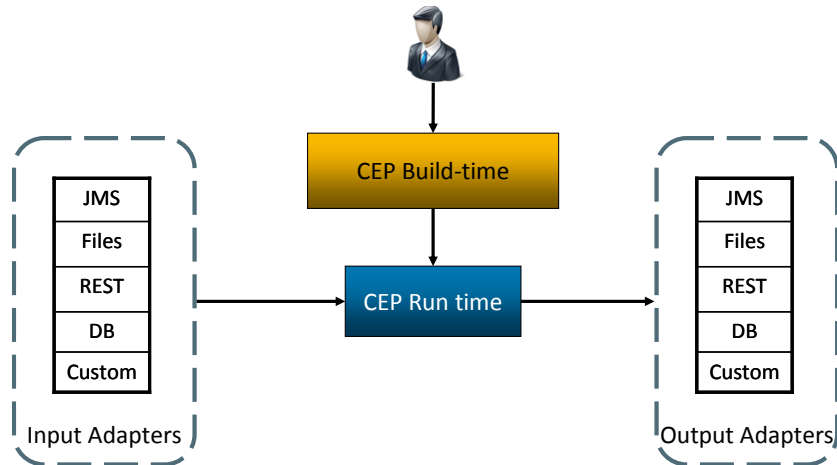 CEP Build-time
CEP Run time
JMS
Files
REST
DB
Custom
Input Adapters
JMS
Files
REST
DB
Custom
Output Adapters